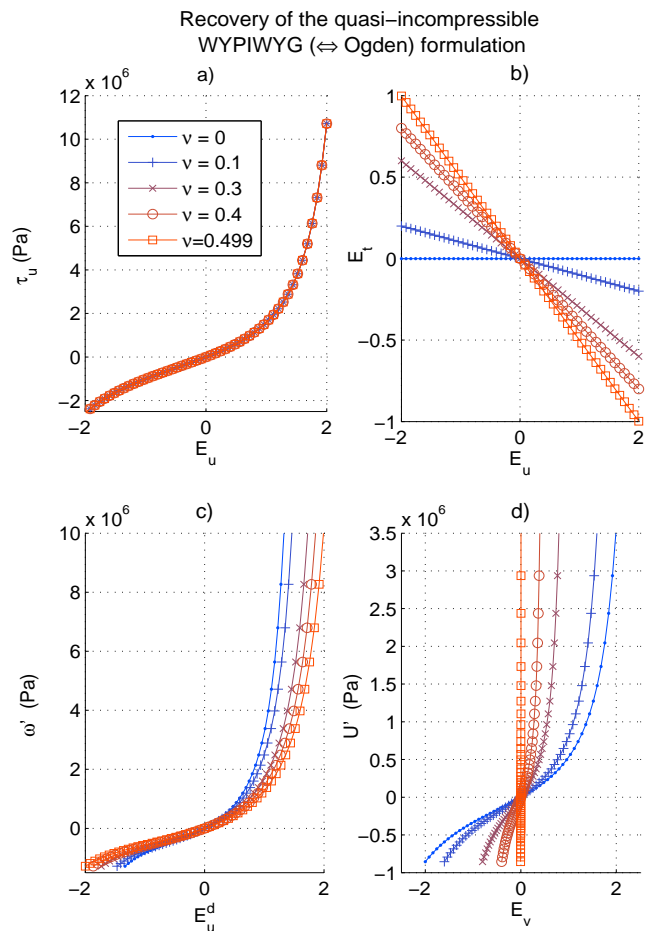 Recovery of the quasi−incompressible
WYPIWYG (⇔ Ogden) formulation
a)
x 10^6
12
10
8
6
4
2
0
−2
−2
0
2
τ_u (Pa)
E_u
ν = 0
ν = 0.1
ν = 0.3
ν = 0.4
ν=0.499
b)
1
0.5
0
−0.5
−1
−2
0
2
E_t
E_u
c)
x 10^6
10
8
6
4
2
0
−2
0
2
ω' (Pa)
E_u^d
d)
x 10^6
3.5
3
2.5
2
1.5
1
0.5
0
−0.5
−1
−2
0
2
U' (Pa)
E_v